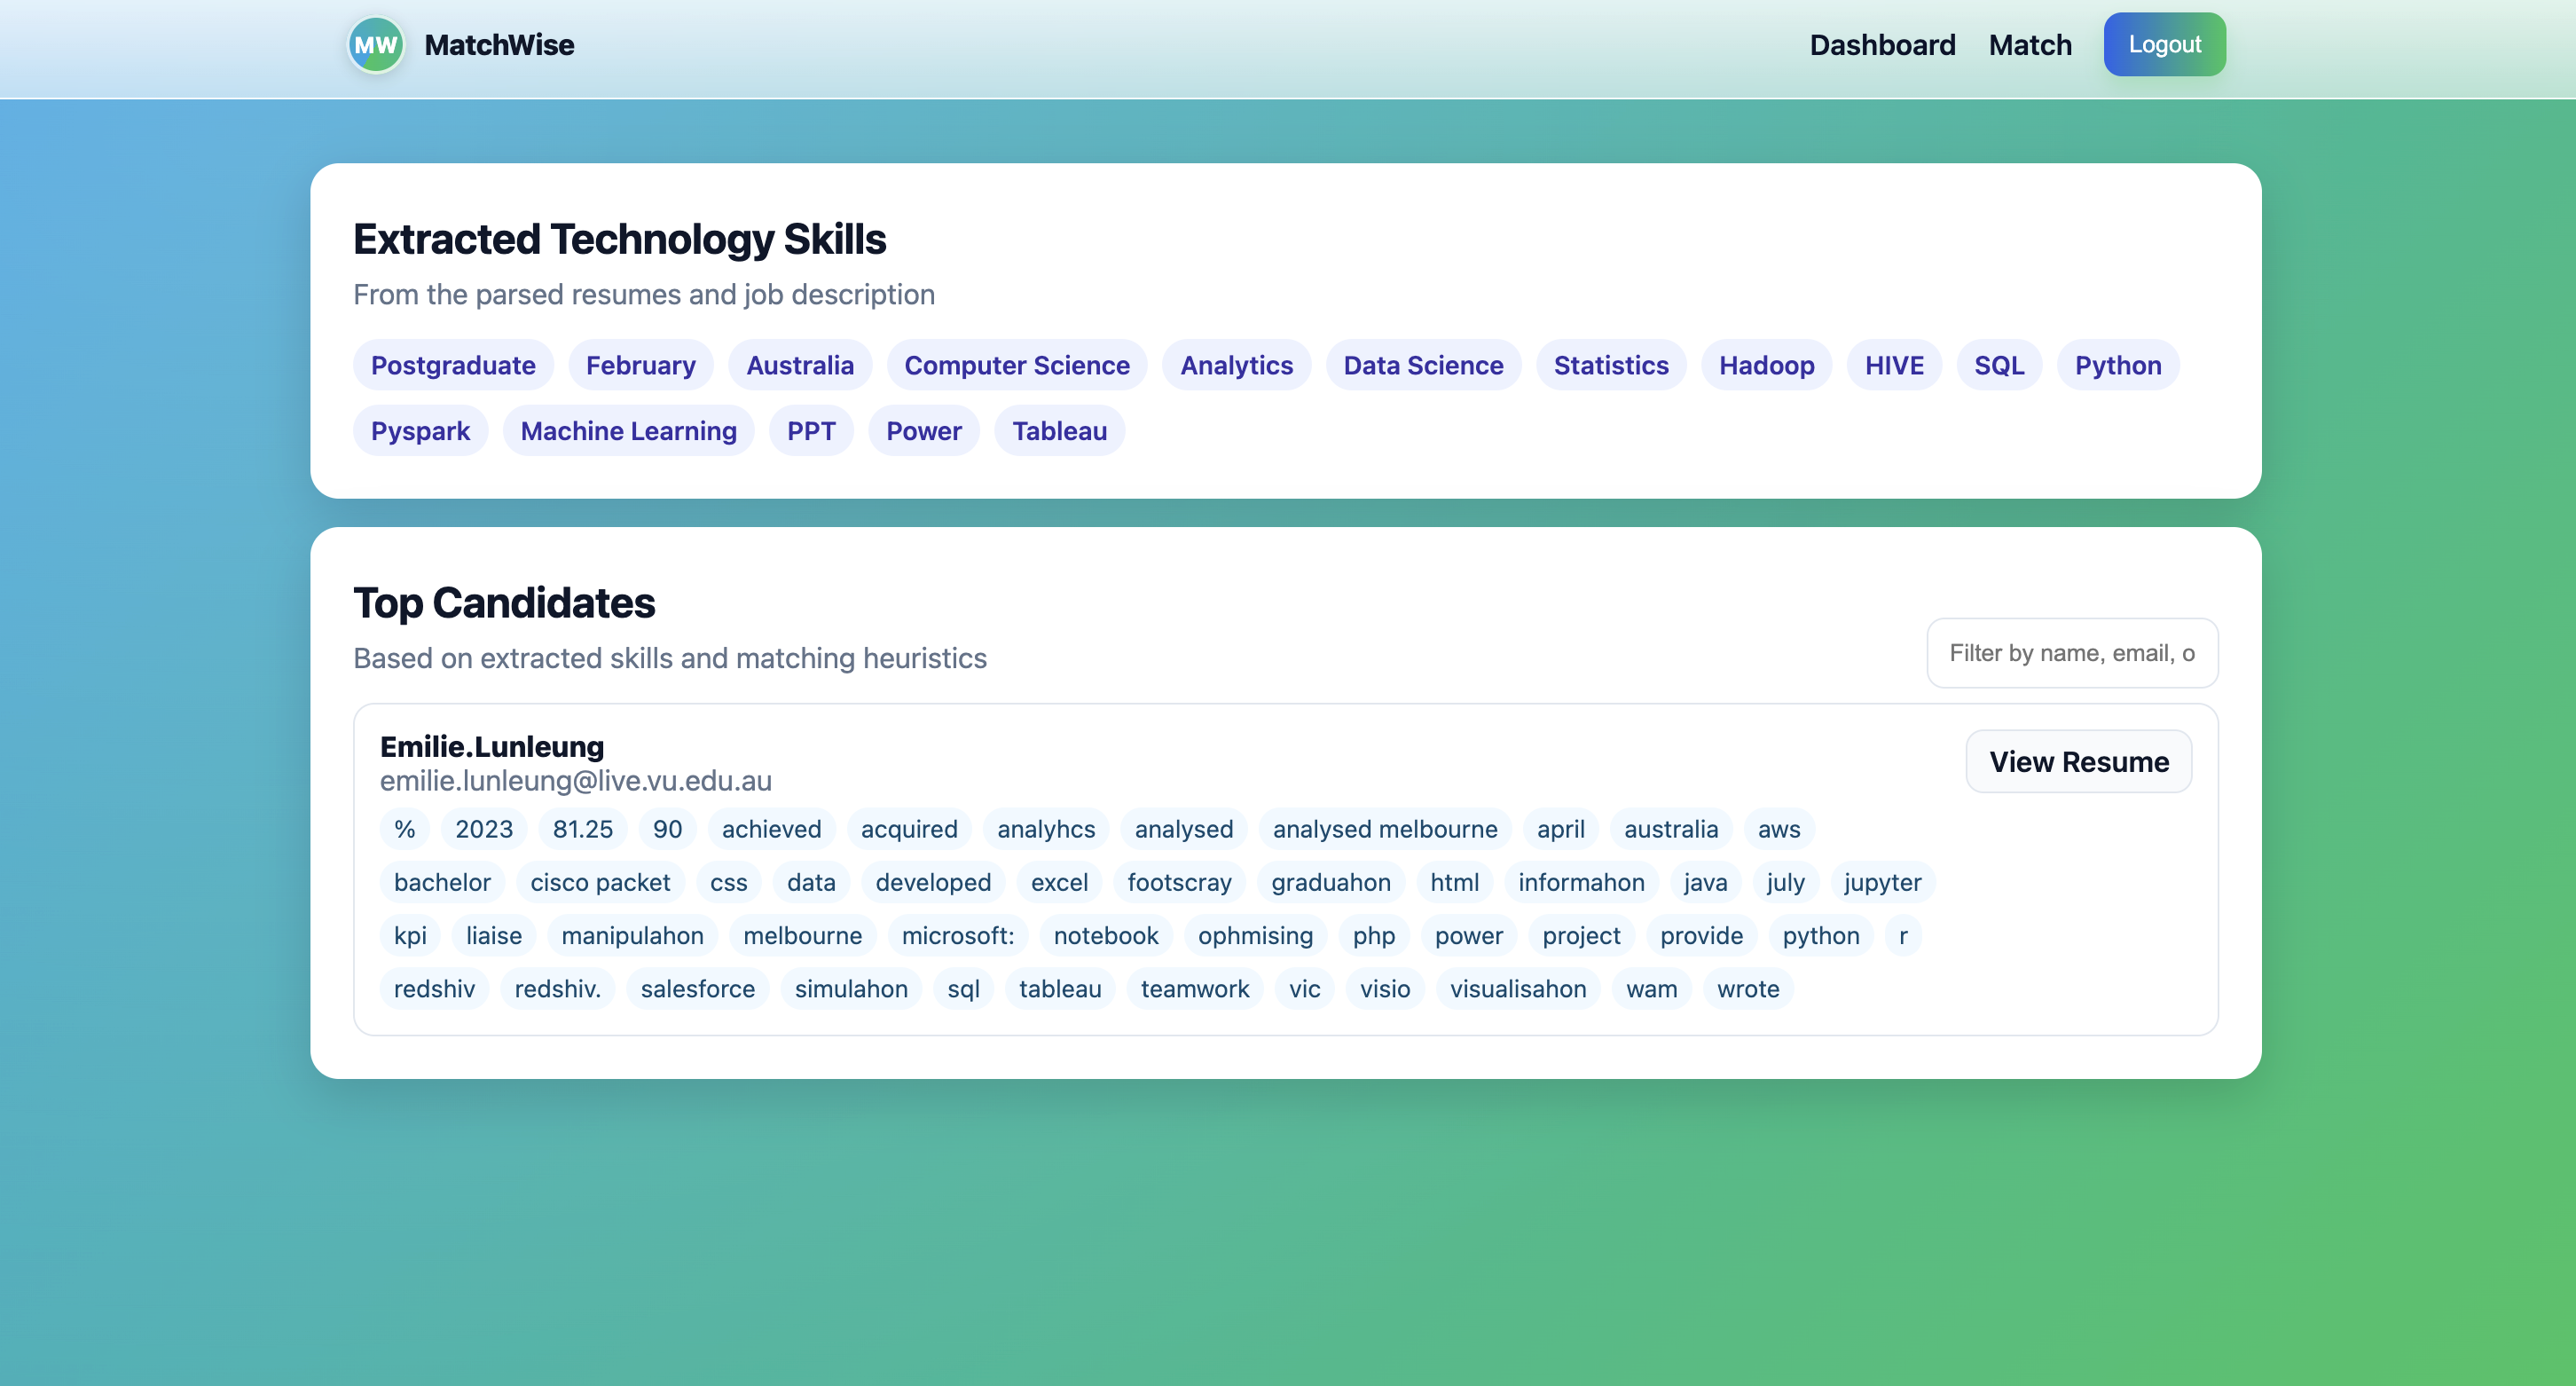 MW MatchWise Dashboard Match Logout
Extracted Technology Skills
From the parsed resumes and job description
Postgraduate February Australia Computer Science Analytics Data Science Statistics Hadoop HIVE SQL Python
Pyspark Machine Learning PPT Power Tableau
Top Candidates
Based on extracted skills and matching heuristics
Filter by name, email, o
Emilie.Lunleung
View Resume
emilie.lunleung@live.vu.edu.au
% 2023 81.25 90 achieved acquired analyhcs analysed analysed melbourne april australia aws
bachelor cisco packet css data developed excel footscray graduahon html informahon java july jupyter
kpi liaise manipulahon melbourne microsoft: notebook ophmising php power project provide python r
redshiv redshiv. salesforce simulahon sql tableau teamwork vic visio visualisahon wam wrote